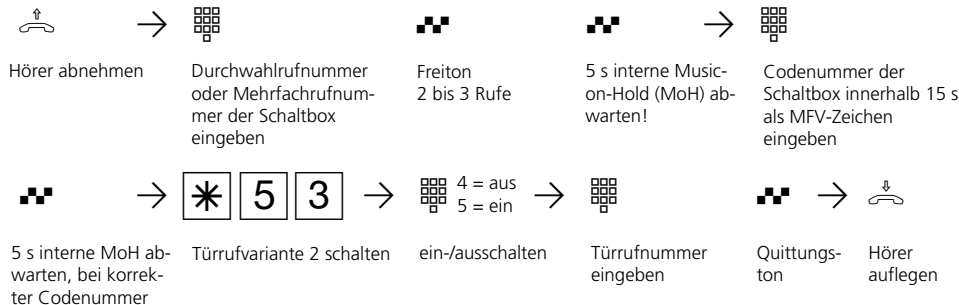 Hörer abnehmen
Durchwahlrufnummer
oder Mehrfachrufnum-
mer der Schaltbox
eingeben
Freiton
2 bis 3 Rufe
5 s interne Music-
on-Hold (MoH) ab-
warten!
Codenummer der
Schaltbox innerhalb 15 s
als MFV-Zeichen
eingeben
* 5 3
4 = aus
5 = ein
5 s interne MoH ab-
warten, bei korrek-
ter Codenummer
Türrufvariante 2 schalten
ein-/ausschalten
Türrufnummer
eingeben
Quittungs-
ton
Hörer
auflegen